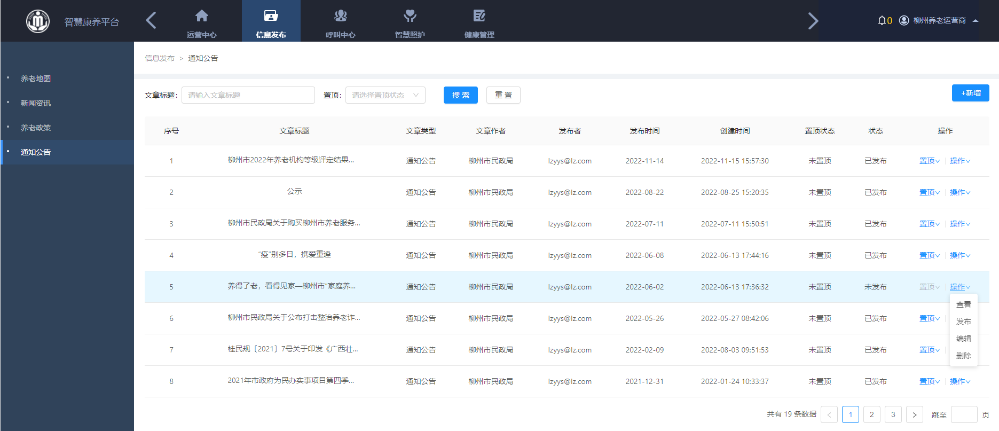 智慧康养平台
运营中心
信息发布
呼叫中心
智慧照护
健康管理
0
柳州养老运营商
养老地图
新闻资讯
养老政策
通知公告
信息发布 > 通知公告
文章标题: 请输入文章标题 置顶: 请选择置顶状态 搜 索 重 置 +新增
序号 文章标题 文章类型 文章作者 发布者 发布时间 创建时间 置顶状态 状态 操作
1 柳州市2022年养老机构等级评定结果... 通知公告 柳州市民政局 lzyys@lz.com 2022-11-14 2022-11-15 15:57:30 未置顶 已发布 置顶 操作
2 公示 通知公告 柳州市民政局 lzyys@lz.com 2022-08-22 2022-08-25 15:20:35 未置顶 已发布 置顶 操作
3 柳州市民政局关于购买柳州市养老服务... 通知公告 柳州市民政局 lzyys@lz.com 2022-07-11 2022-07-11 15:50:51 未置顶 已发布 置顶 操作
4 “疫”别多日，携爱重逢 通知公告 柳州市民政局 lzyys@lz.com 2022-06-08 2022-06-13 17:44:16 未置顶 已发布 置顶 操作
5 养得了老，看得见家—柳州市“家庭养... 通知公告 柳州市民政局 lzyys@lz.com 2022-06-02 2022-06-13 17:36:32 未置顶 未发布 置顶 操作
查看
发布
编辑
删除
6 柳州市民政局关于公布打击整治养老诈... 通知公告 柳州市民政局 lzyys@lz.com 2022-05-26 2022-05-27 08:42:06 未置顶 已发布 置顶
7 桂民规〔2021〕7号关于印发《广西壮... 通知公告 柳州市民政局 lzyys@lz.com 2022-02-09 2022-08-03 09:51:53 未置顶 已发布 置顶
8 2021年市政府为民办实事项目第四季... 通知公告 柳州市民政局 lzyys@lz.com 2021-12-31 2022-01-24 10:33:37 未置顶 已发布 置顶 操作
共有 19 条数据 < 1 2 3 > 跳至 页